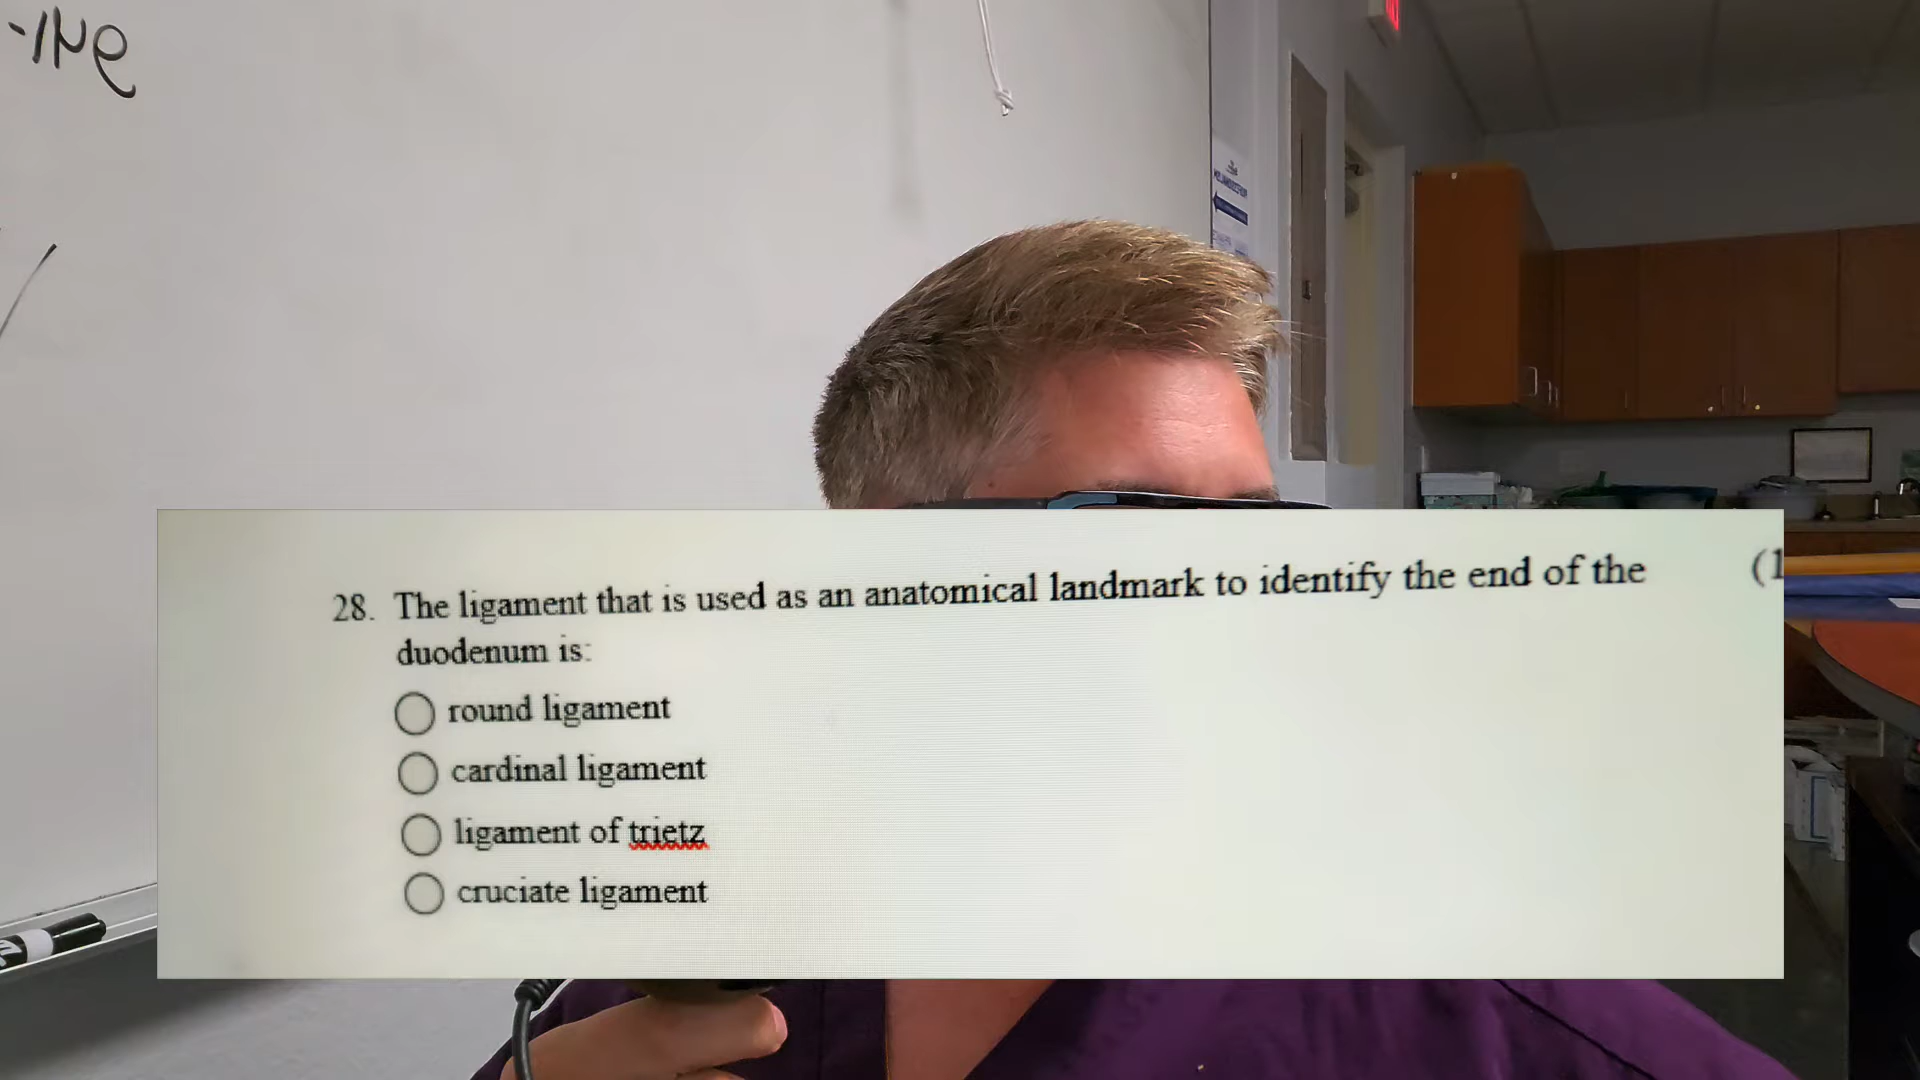 28. The ligament that is used as an anatomical landmark to identify the end of the (1
duodenum is:
round ligament
cardinal ligament
ligament of trietz
cruciate ligament